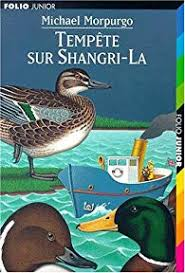 FOLIO JUNIOR
Michael Morpurgo
TEMPÊTE
SUR SHANGRI-LA